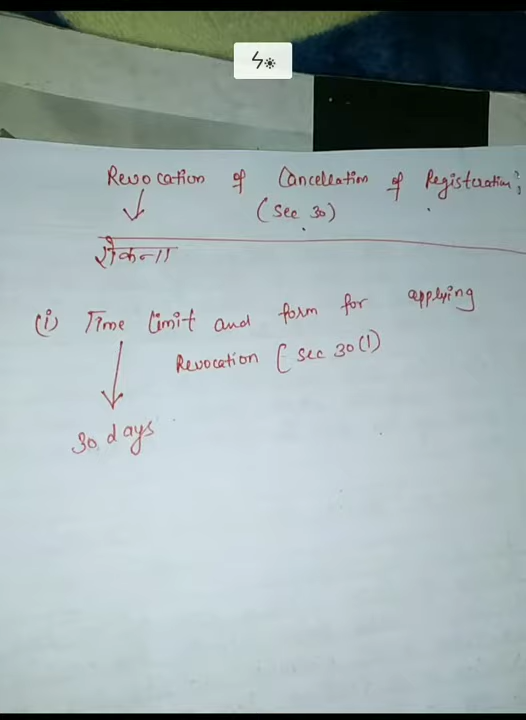 Revocation of Cancellation of Registeration:
(Sec 30)
रोकना
(i) Time limit and form for applying
Revocation [ sec 30(1)
30 days